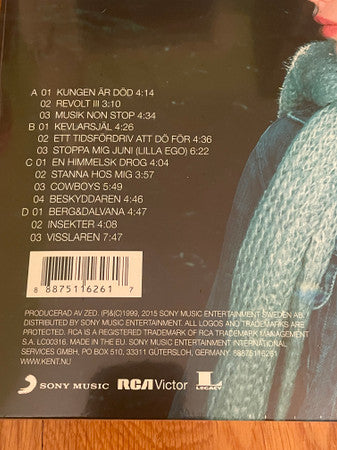 A 01 KUNGEN ÄR DÖD 4:14
02 REVOLT III 3:10
03 MUSIK NON STOP 4:34
B 01 KEVLARSJÄL 4:26
02 ETT TIDSFÖRDRIV ATT DÖ FÖR 4:36
03 STOPPA MIG JUNI (LILLA EGO) 6:22
C 01 EN HIMMELSK DROG 4:04
02 STANNA HOS MIG 3:57
03 COWBOYS 5:49
04 BESKYDDAREN 4:46
D 01 BERG&DALVANA 4:47
02 INSEKTER 4:08
03 VISSLAREN 7:47
8 88751 16261 7
PRODUCERAD AV ZED. (P)&(C)1999, 2015 SONY MUSIC ENTERTAINMENT SWEDEN AB.
DISTRIBUTED BY SONY MUSIC ENTERTAINMENT. ALL LOGOS AND TRADEMARKS ARE
PROTECTED. RCA IS A REGISTERED TRADEMARK OF RCA TRADEMARK MANAGEMENT
S.A. LC00316. MADE IN THE EU. SONY MUSIC ENTERTAINMENT INTERNATIONAL
SERVICES GMBH, PO BOX 510, 33311 GÜTERSLOH, GERMANY. 88875116261
WWW.KENT.NU
SONY MUSIC RCA Victor LEGACY